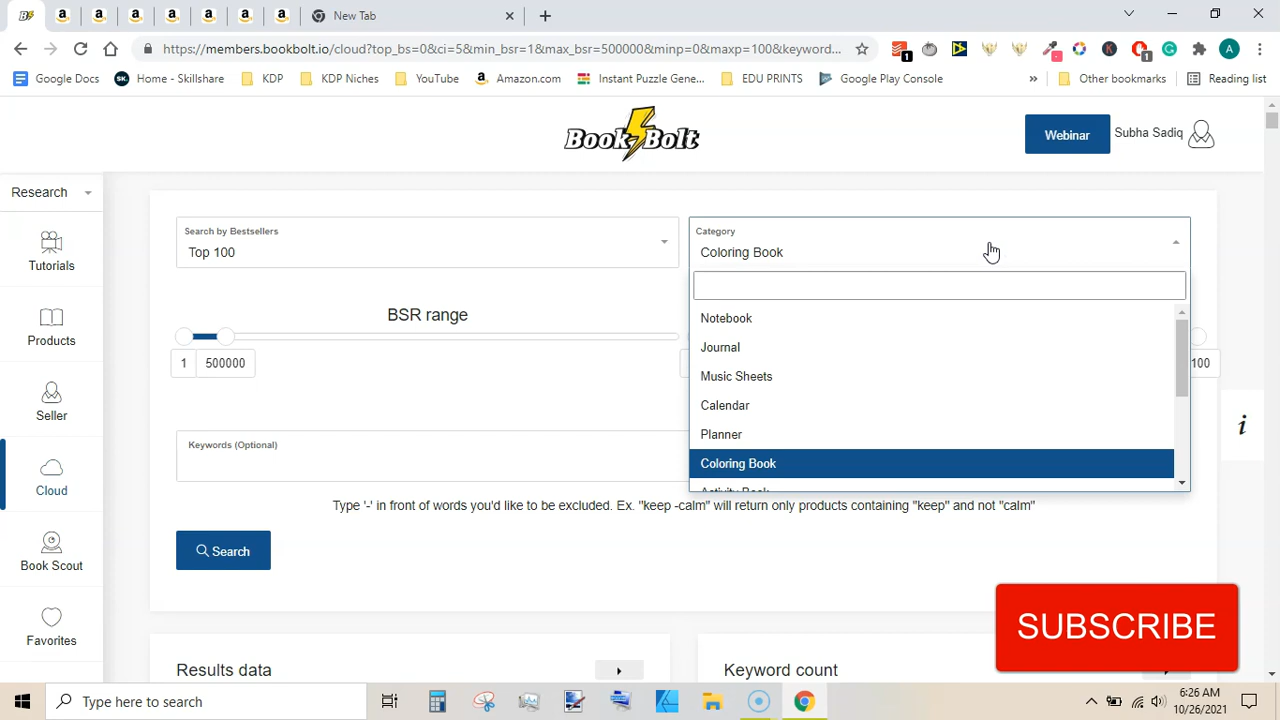 New Tab
https://members.bookbolt.io/cloud?top_bs=0&ci=5&min_bsr=1&max_bsr=500000&minp=0&maxp=100&keyword...
Google Docs
Home - Skillshare
KDP
KDP Niches
YouTube
Amazon.com
Instant Puzzle Gene...
EDU PRINTS
Google Play Console
Other bookmarks
Reading list
Book Bolt
Webinar
Subha Sadiq
Research
Tutorials
Products
Seller
Cloud
Book Scout
Favorites
Search by Bestsellers
Top 100
Category
Coloring Book
Notebook
Journal
Music Sheets
Calendar
Planner
Coloring Book
Activity Book
BSR range
1 500000
100
Keywords (Optional)
Type '-' in front of words you'd like to be excluded. Ex. "keep -calm" will return only products containing "keep" and not "calm"
Search
SUBSCRIBE
Results data
Keyword count
Type here to search
6:26 AM
10/26/2021